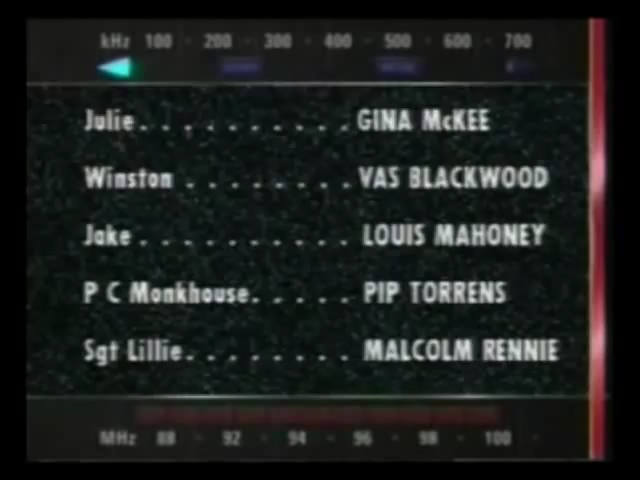 kHz 100 · 200 · 300 · 400 · 500 · 600 · 700
Julie. . . . . . . . . . GINA McKEE
Winston . . . . . . . . VAS BLACKWOOD
Jake . . . . . . . . . . LOUIS MAHONEY
P C Monkhouse. . . . . PIP TORRENS
Sgt Lillie. . . . . . . . MALCOLM RENNIE
MHz 88 · 92 · 94 · 96 · 98 · 100 ·